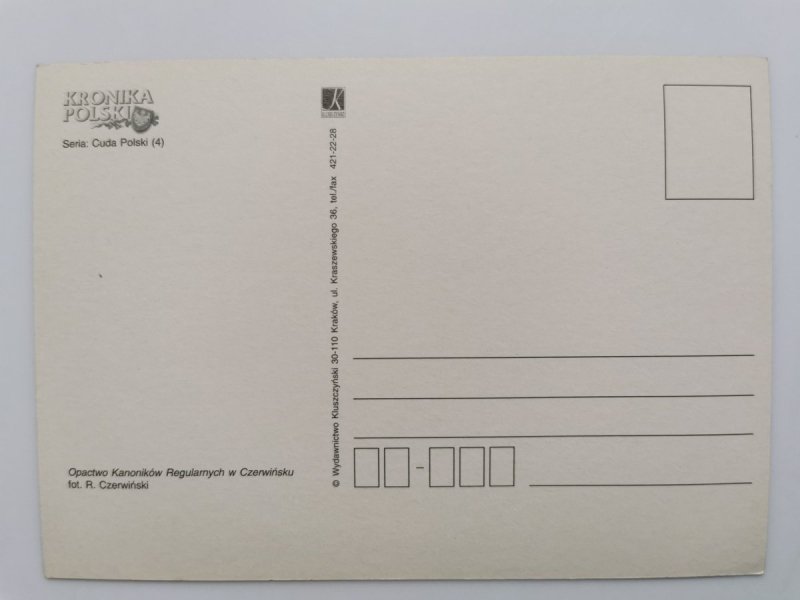 KRONIKA
POLSKI
Seria: Cuda Polski (4)
Opactwo Kanoników Regularnych w Czerwińsku
fot. R. Czerwiński
© Wydawnictwo Kluszczyński 30-110 Kraków, ul. Kraszewskiego 36, tel./fax 421-22-28
K